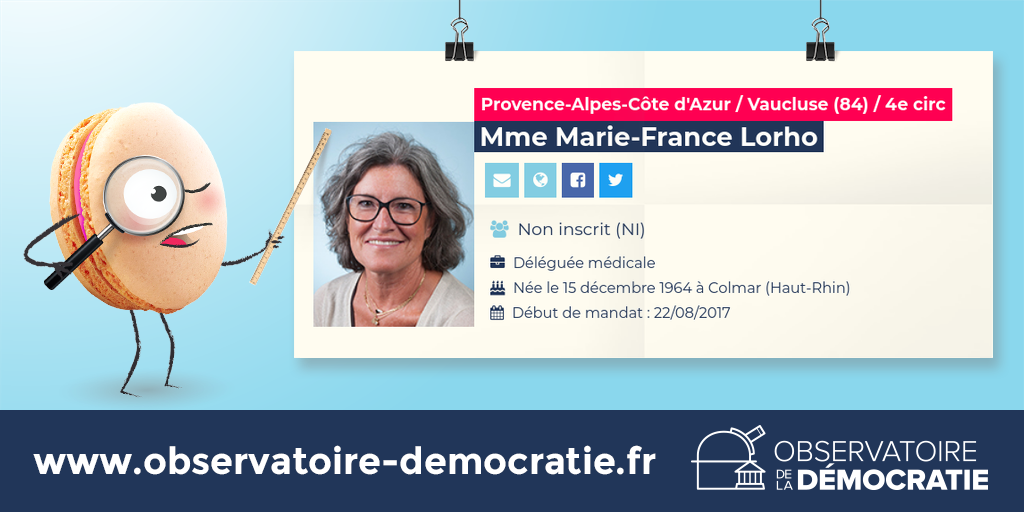 Provence-Alpes-Côte d'Azur / Vaucluse (84) / 4e circ
Mme Marie-France Lorho
Non inscrit (NI)
Déléguée médicale
Née le 15 décembre 1964 à Colmar (Haut-Rhin)
Début de mandat : 22/08/2017
www.observatoire-democratie.fr
OBSERVATOIRE
DE LA DÉMOCRATIE